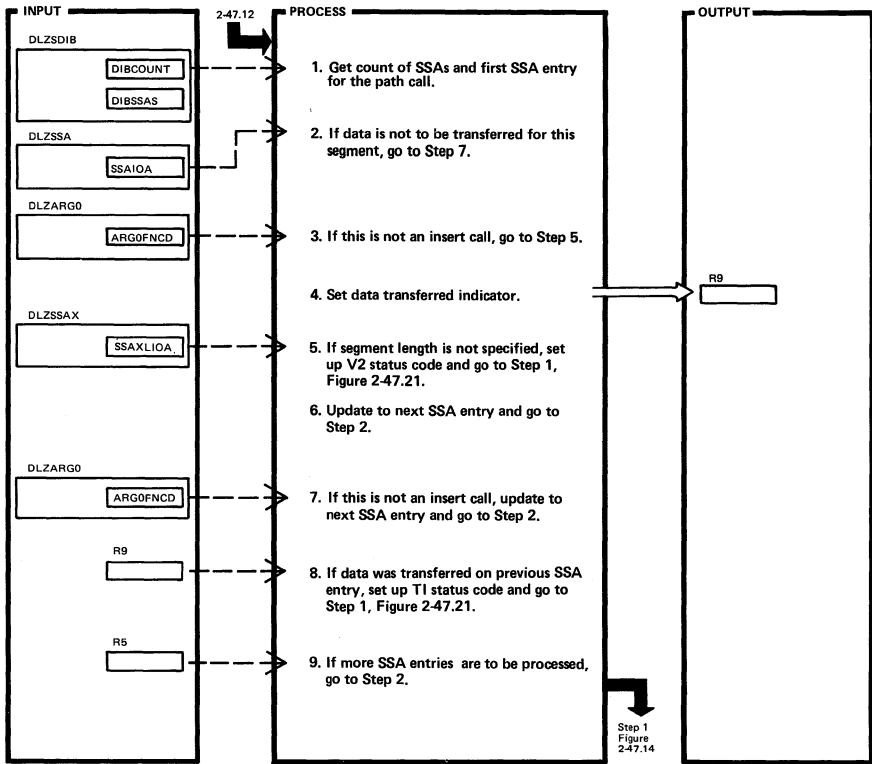 INPUT
2-47.12
PROCESS
OUTPUT
DLZSDIB
DIBCOUNT
DIBSSAS
1. Get count of SSAs and first SSA entry
for the path call.
DLZSSA
SSAIOA
2. If data is not to be transferred for this
segment, go to Step 7.
DLZARG0
ARG0FNCD
3. If this is not an insert call, go to Step 5.
4. Set data transferred indicator.
R9
DLZSSAX
SSAXLIOA
5. If segment length is not specified, set
up V2 status code and go to Step 1,
Figure 2-47.21.
6. Update to next SSA entry and go to
Step 2.
DLZARG0
ARG0FNCD
7. If this is not an insert call, update to
next SSA entry and go to Step 2.
R9
8. If data was transferred on previous SSA
entry, set up TI status code and go to
Step 1, Figure 2-47.21.
R5
9. If more SSA entries are to be processed,
go to Step 2.
Step 1
Figure
2-47.14